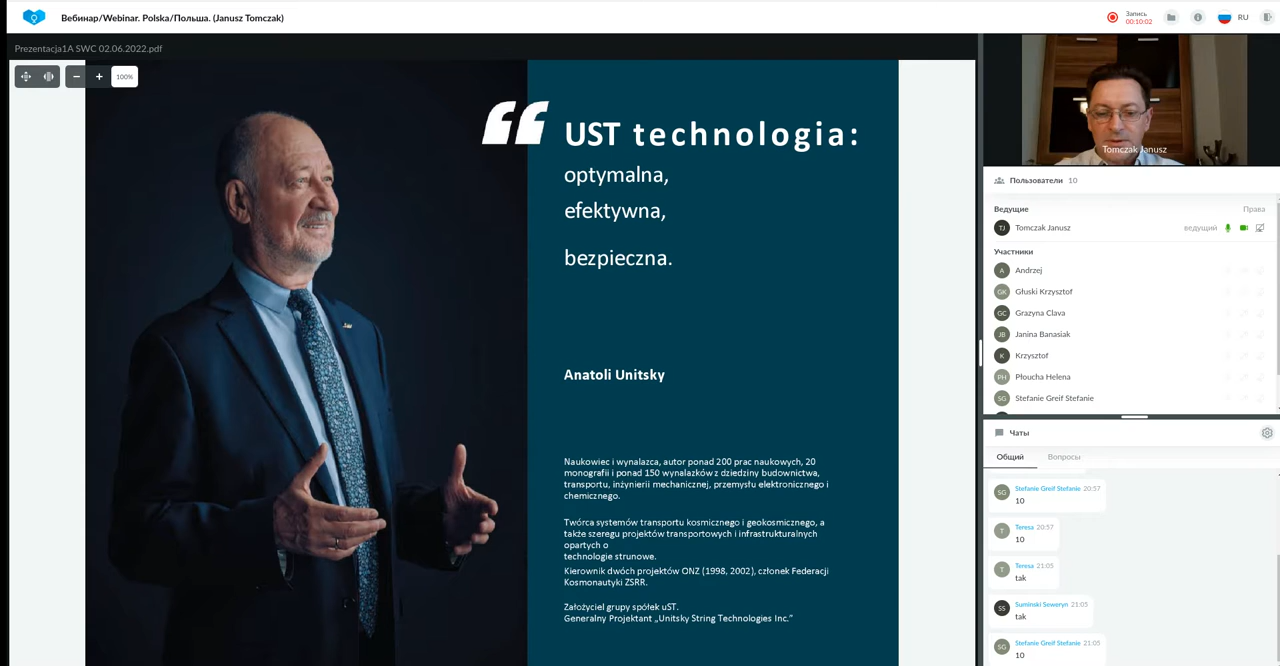 Вебинар/Webinar. Polska/Польша. (Janusz Tomczak)
Запись
00:10:02
RU
Prezentacja1A SWC 02.06.2022.pdf
100%
“ UST technologia:
optymalna,
efektywna,
bezpieczna.
Anatoli Unitsky
Naukowiec i wynalazca, autor ponad 200 prac naukowych, 20
monografii i ponad 150 wynalazków z dziedziny budownictwa,
transportu, inżynierii mechanicznej, przemysłu elektronicznego i
chemicznego.
Twórca systemów transportu kosmicznego i geokosmicznego, a
także szeregu projektów transportowych i infrastrukturalnych
opartych o
technologie strunowe.
Kierownik dwóch projektów ONZ (1998, 2002), członek Federacji
Kosmonautyki ZSRR.
Założyciel grupy spółek uST.
Generalny Projektant „Unitsky String Technologies Inc.”
Tomczak Janusz
Пользователи 10
Ведущие Права
TJ Tomczak Janusz ведущий
Участники
A Andrzej
GK Głuski Krzysztof
GC Grazyna Clava
JB Janina Banasiak
K Krzysztof
PH Płoucha Helena
SG Stefanie Greif Stefanie
Чаты
Общий Вопросы
SG Stefanie Greif Stefanie 20:57
10
T Teresa 20:57
10
T Teresa 21:05
tak
SS Suminski Seweryn 21:05
tak
SG Stefanie Greif Stefanie 21:05
10